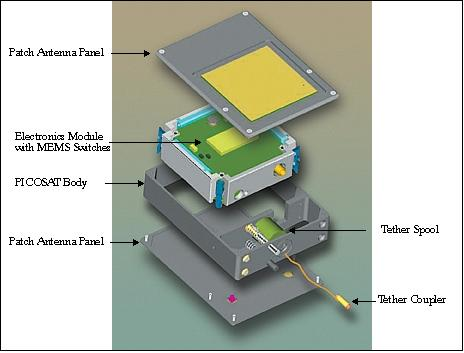 Patch Antenna Panel
Electronics Module
with MEMS Switches
PICOSAT Body
Patch Antenna Panel
Tether Spool
Tether Coupler